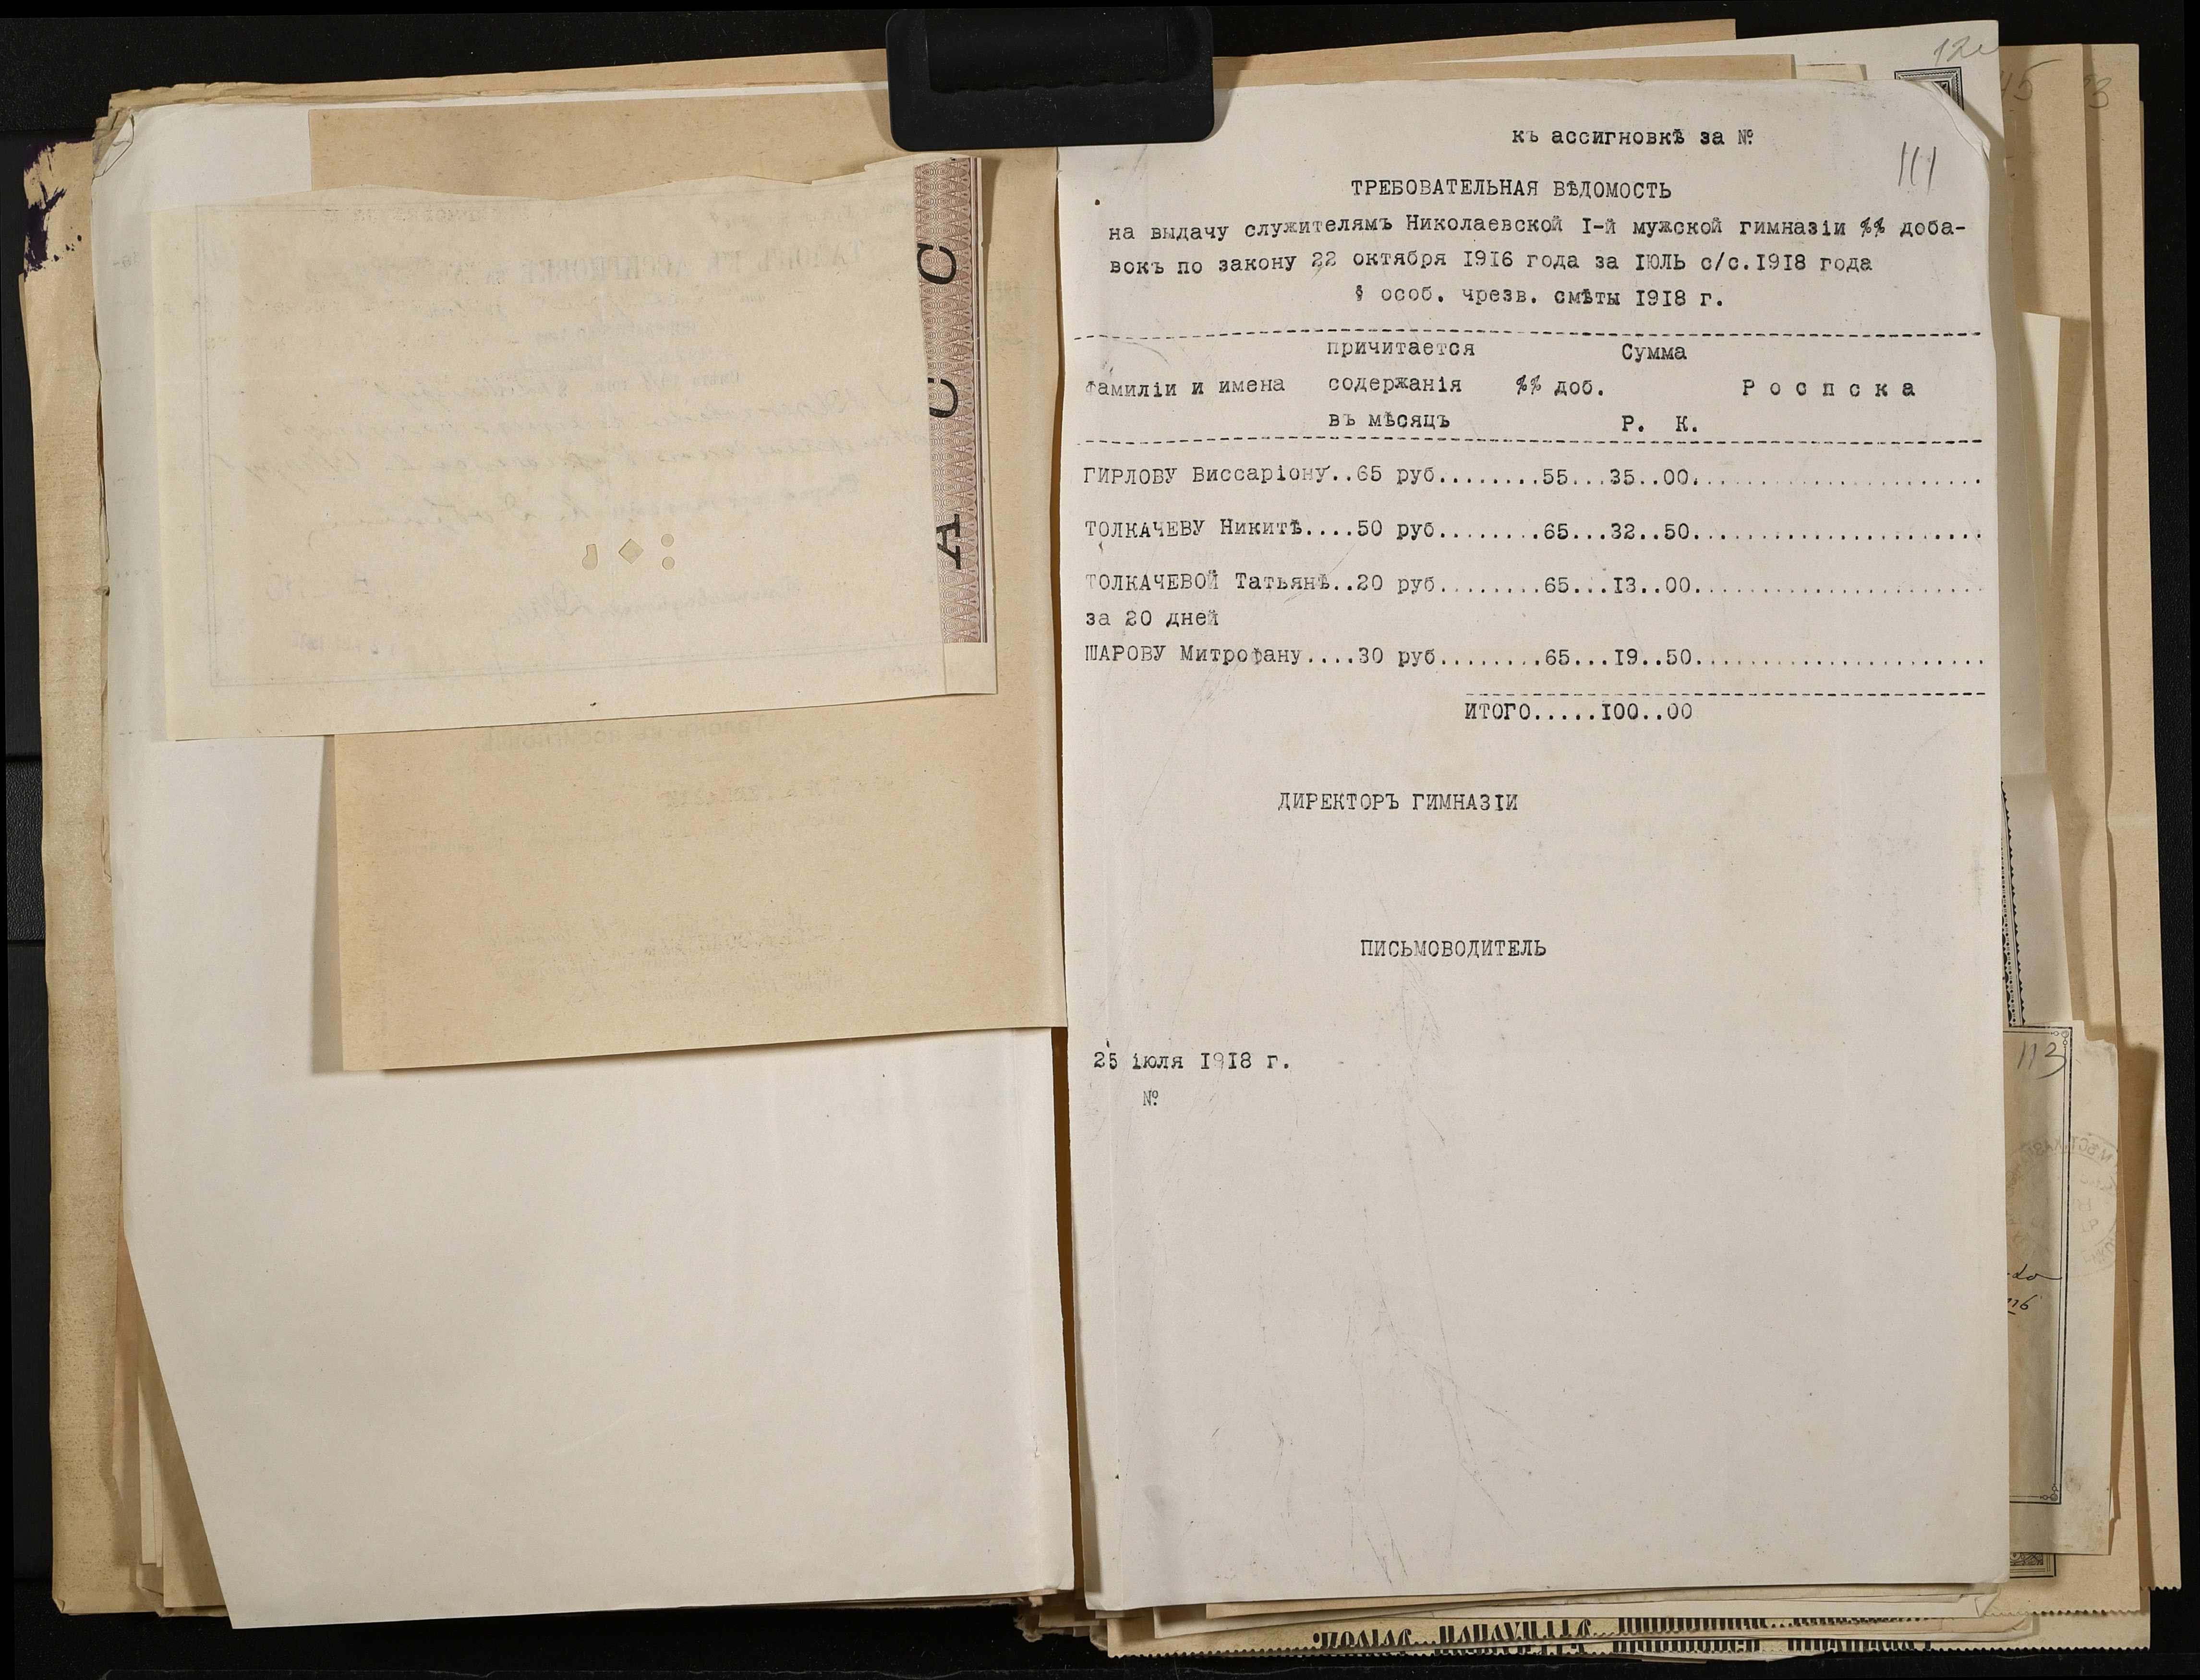 къ ассигновкѣ за №
111
ТРЕБОВАТЕЛЬНАЯ ВѢДОМОСТЬ
на выдачу служителямъ Николаевской I-й мужской гимназіи %% доба-
вокъ по закону 22 октября 1916 года за ІЮЛЬ с/с.1918 года
§ особ. чрезв. смѣты 1918 г.
причитается Сумма
Фамиліи и имена содержанія %% доб. Р о с п с к а
въ мѣсяцъ Р. К.
ГИРЛОВУ Виссаріону..65 руб........55...35..00.......................
ТОЛКАЧЕВУ Никитѣ....50 руб........65...32..50.......................
ТОЛКАЧЕВОЙ Татьянѣ..20 руб........65...13..00.......................
за 20 дней
ШАРОВУ Митрофану....30 руб........65...19..50.......................
ИТОГО.....100..00
ДИРЕКТОРЪ ГИМНАЗІИ
ПИСЬМОВОДИТЕЛЬ
25 іюля 1918 г.
№
113